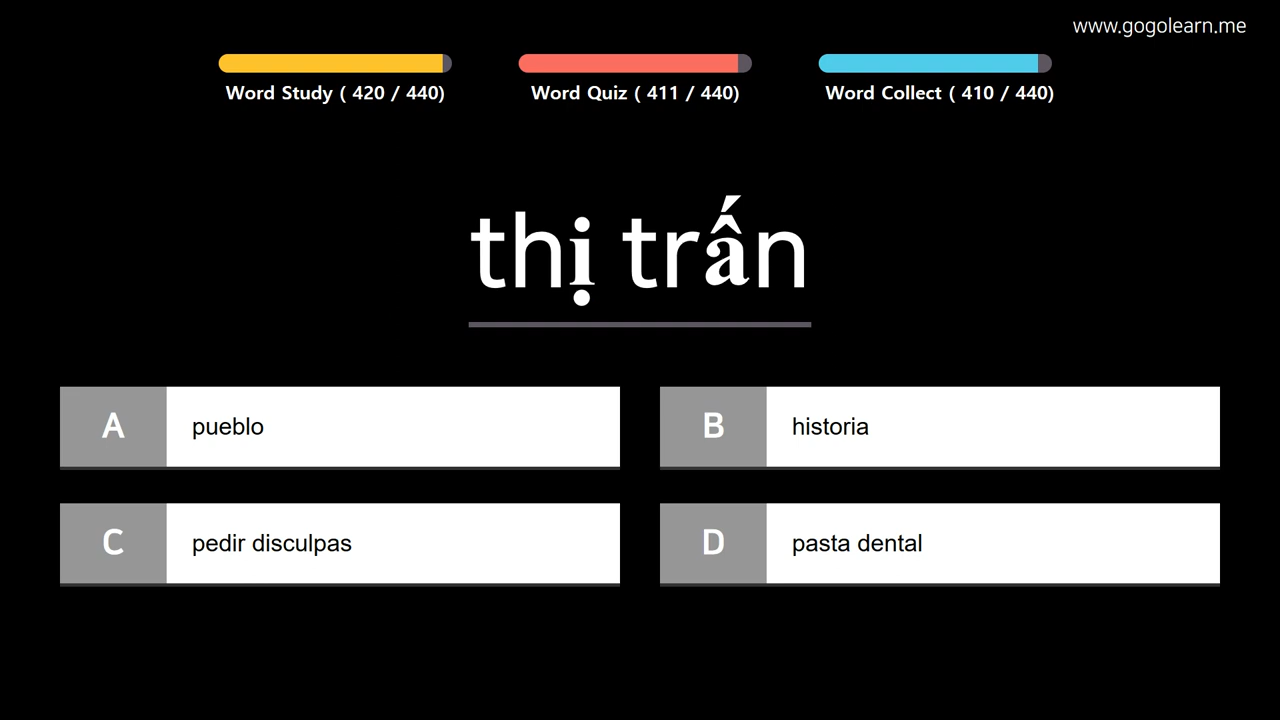 www.gogolearn.me
Word Study ( 420 / 440)
Word Quiz ( 411 / 440)
Word Collect ( 410 / 440)
thị trấn
A pueblo
B historia
C pedir disculpas
D pasta dental